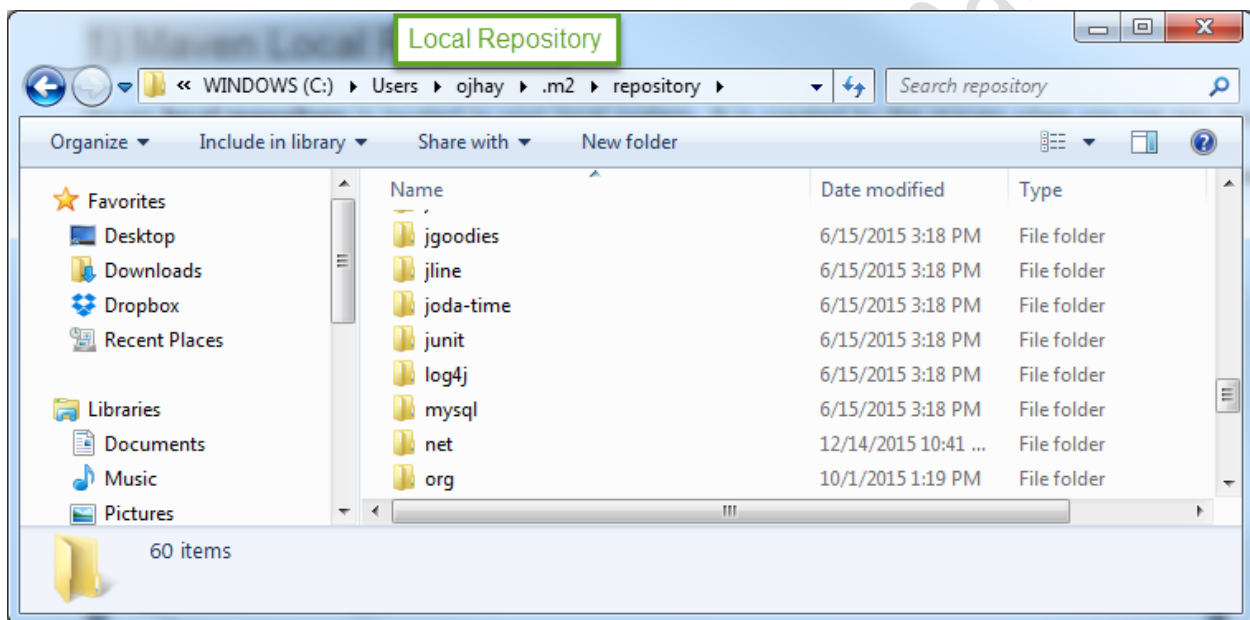 Local Repository
« WINDOWS (C:) Users ojhay .m2 repository Search repository
Organize Include in library Share with New folder
Name Date modified Type
Favorites
Desktop
Downloads
Dropbox
Recent Places
Libraries
Documents
Music
Pictures
jgoodies 6/15/2015 3:18 PM File folder
jline 6/15/2015 3:18 PM File folder
joda-time 6/15/2015 3:18 PM File folder
junit 6/15/2015 3:18 PM File folder
log4j 6/15/2015 3:18 PM File folder
mysql 6/15/2015 3:18 PM File folder
net 12/14/2015 10:41 ... File folder
org 10/1/2015 1:19 PM File folder
60 items